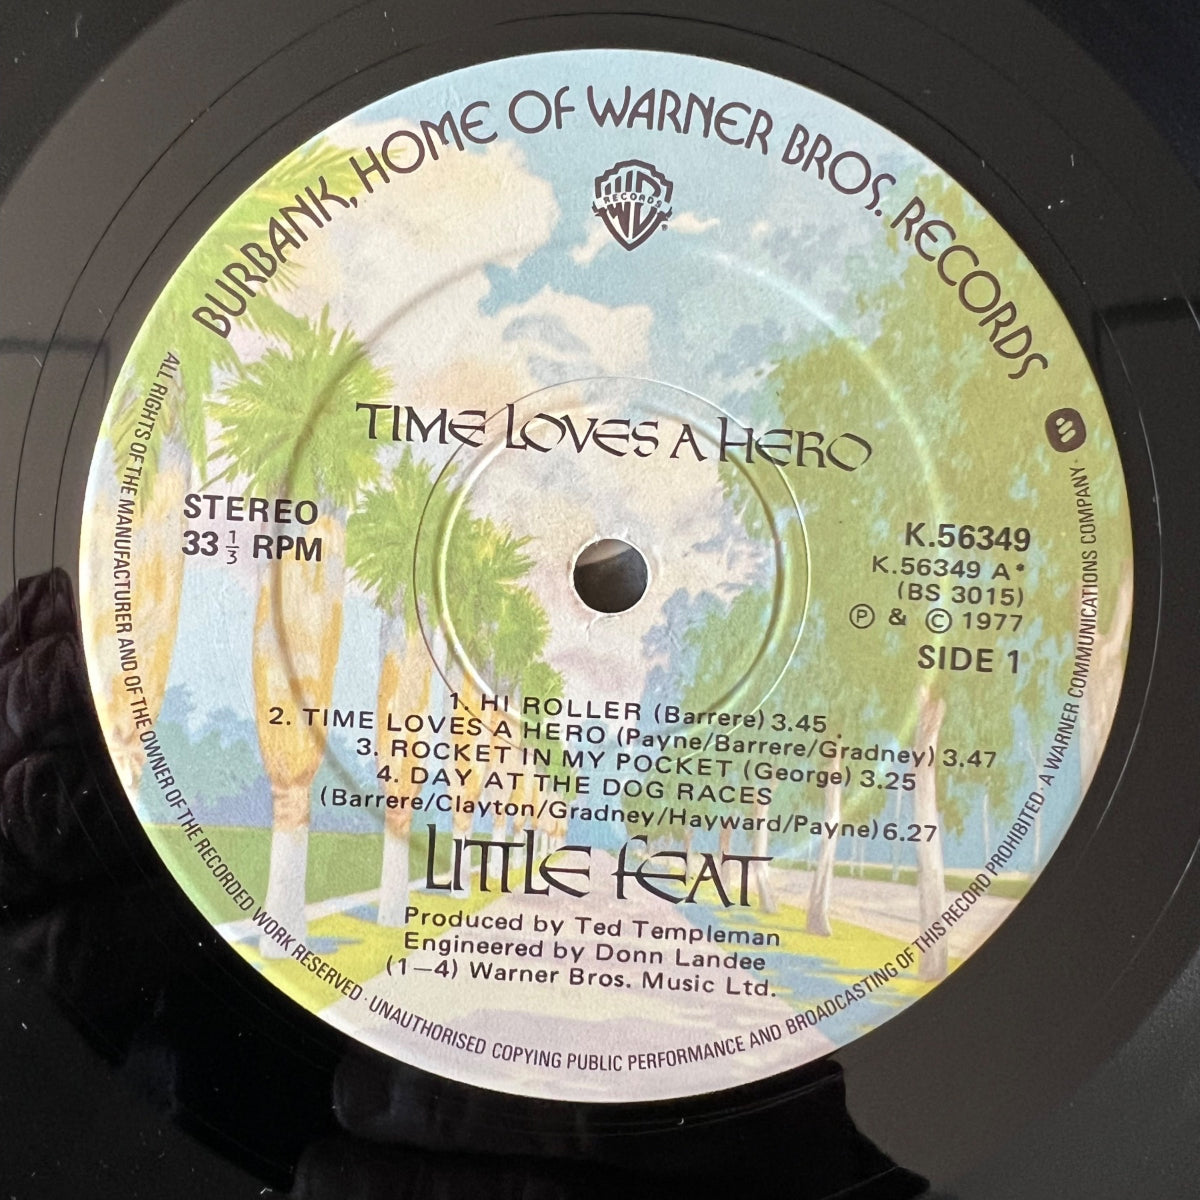 BURBANK, HOME OF WARNER BROS. RECORDS
RECORDS
TIME LOVES A HERO
STEREO
33 1/3 RPM
K.56349
K.56349 A*
(BS 3015)
Ⓟ & © 1977
SIDE 1
1. HI ROLLER (Barrere) 3.45
2. TIME LOVES A HERO (Payne/Barrere/Gradney) 3.47
3. ROCKET IN MY POCKET (George) 3.25
4. DAY AT THE DOG RACES
(Barrere/Clayton/Gradney/Hayward/Payne) 6.27
LITTLE FEAT
Produced by Ted Templeman
Engineered by Donn Landee
(1—4) Warner Bros. Music Ltd.
ALL RIGHTS OF THE MANUFACTURER AND OF THE OWNER OF THE RECORDED WORK RESERVED · UNAUTHORISED COPYING PUBLIC PERFORMANCE AND BROADCASTING OF THIS RECORD PROHIBITED · A WARNER COMMUNICATIONS COMPANY ·